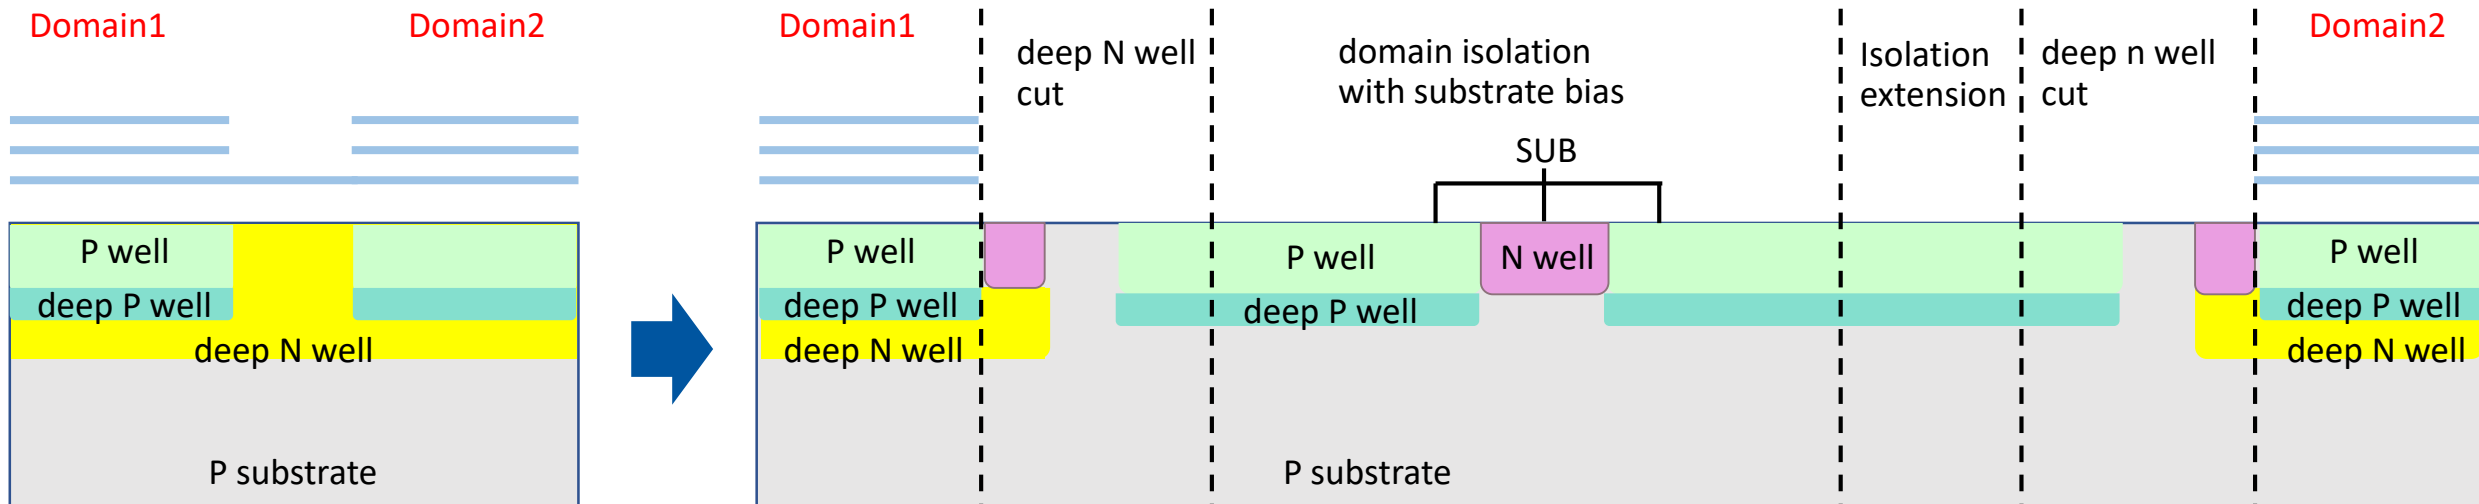 Domain1
Domain2
P well
deep P well
deep N well
P substrate
Domain1
deep N well
cut
domain isolation
with substrate bias
Isolation
extension
deep n well
cut
Domain2
SUB
P well
deep P well
deep N well
P well
N well
deep P well
P well
deep P well
deep N well
P substrate